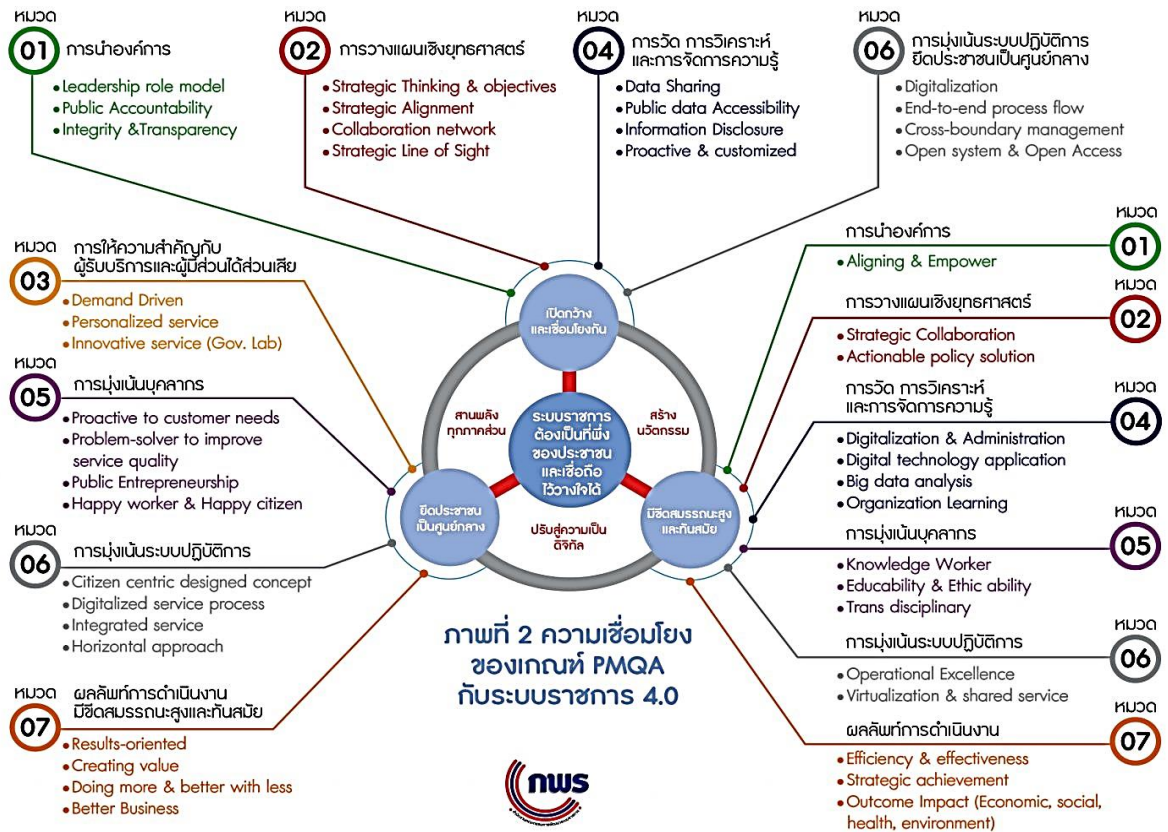 หมวด
01
การนำองค์การ
• Leadership role model
• Public Accountability
• Integrity &Transparency
หมวด
02
การวางแผนเชิงยุทธศาสตร์
• Strategic Thinking & objectives
• Strategic Alignment
• Collaboration network
• Strategic Line of Sight
หมวด
04
การวัด การวิเคราะห์
และการจัดการความรู้
• Data Sharing
• Public data Accessibility
• Information Disclosure
• Proactive & customized
หมวด
06
การมุ่งเน้นระบบปฏิบัติการ
ยึดประชาชนเป็นศูนย์กลาง
• Digitalization
• End-to-end process flow
• Cross-boundary management
• Open system & Open Access
หมวด
03
การให้ความสำคัญกับ
ผู้รับบริการและผู้มีส่วนได้ส่วนเสีย
• Demand Driven
• Personalized service
• Innovative service (Gov. Lab)
หมวด
05
การมุ่งเน้นบุคลากร
• Proactive to customer needs
• Problem-solver to improve
service quality
• Public Entrepreneurship
• Happy worker & Happy citizen
หมวด
06
การมุ่งเน้นระบบปฏิบัติการ
• Citizen centric designed concept
• Digitalized service process
• Integrated service
• Horizontal approach
หมวด
07
ผลลัพท์การดำเนินงาน
มีขีดสมรรถนะสูงและทันสมัย
• Results-oriented
• Creating value
• Doing more & better with less
• Better Business
เปิดกว้าง
และเชื่อมโยงกัน
สานพลัง
ทุกภาคส่วน
ระบบราชการ
ต้องเป็นที่พึ่ง
ของประชาชน
และเชื่อถือ
ไว้วางใจได้
สร้าง
นวัตกรรม
ยึดประชาชน
เป็นศูนย์กลาง
ปรับสู่ความเป็น
ดิจิทัล
มีขีดสมรรถนะสูง
และทันสมัย
หมวด
01
การนำองค์การ
• Aligning & Empower
หมวด
02
การวางแผนเชิงยุทธศาสตร์
• Strategic Collaboration
• Actionable policy solution
หมวด
04
การวัด การวิเคราะห์
และการจัดการความรู้
• Digitalization & Administration
• Digital technology application
• Big data analysis
• Organization Learning
หมวด
05
การมุ่งเน้นบุคลากร
• Knowledge Worker
• Educability & Ethic ability
• Trans disciplinary
หมวด
06
การมุ่งเน้นระบบปฏิบัติการ
• Operational Excellence
• Virtualization & shared service
หมวด
07
ผลลัพท์การดำเนินงาน
• Efficiency & effectiveness
• Strategic achievement
• Outcome Impact (Economic, social,
health, environment)
ภาพที่ 2 ความเชื่อมโยง
ของเกณฑ์ PMQA
กับระบบราชการ 4.0
กพร